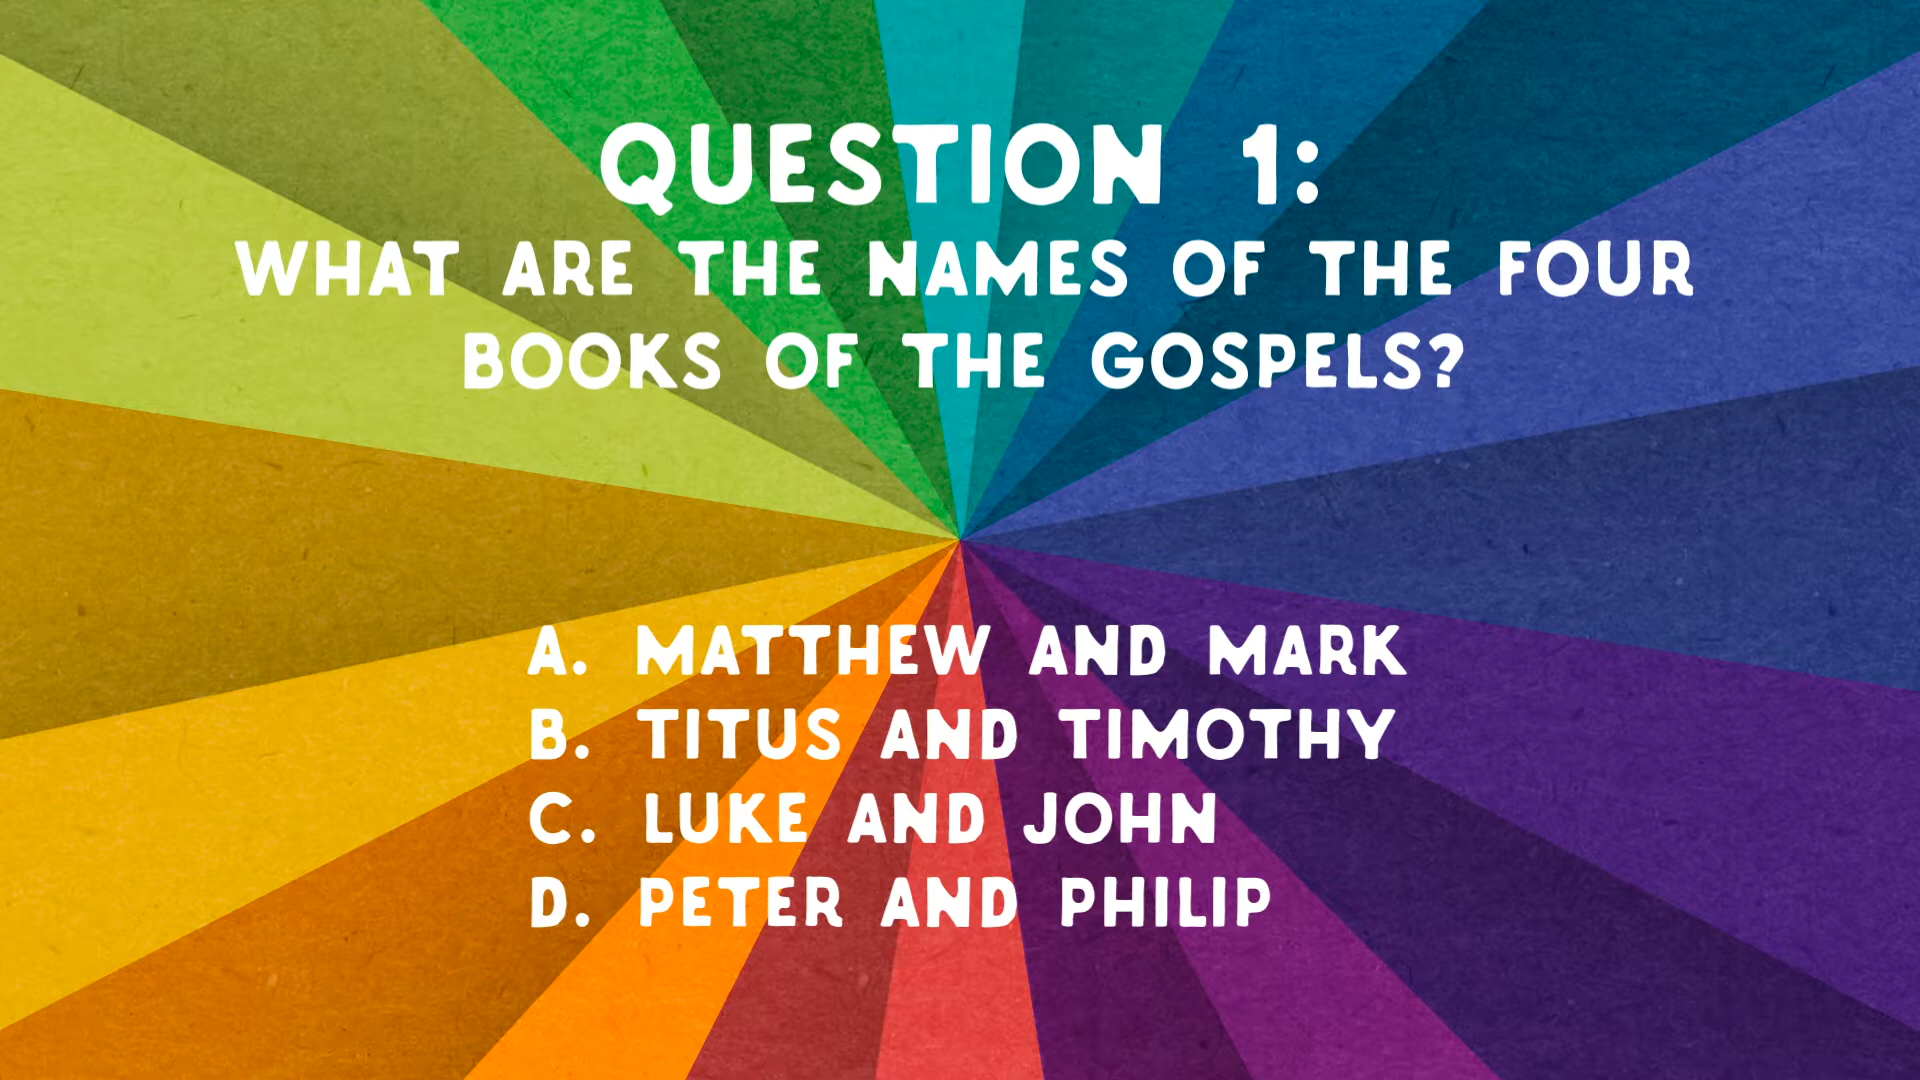 QUESTION 1:
WHAT ARE THE NAMES OF THE FOUR
BOOKS OF THE GOSPELS?
A. MATTHEW AND MARK
B. TITUS AND TIMOTHY
C. LUKE AND JOHN
D. PETER AND PHILIP